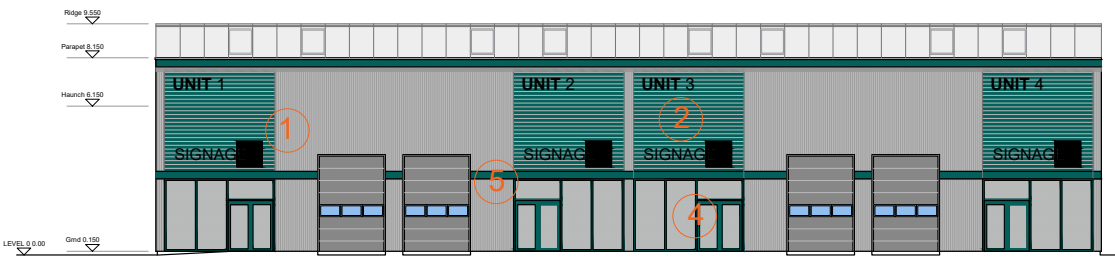 Ridge 9.550
Parapet 8.150
UNIT 1
UNIT 2
UNIT 3
UNIT 4
Haunch 6.150
1
2
SIGNAG
SIGNAG
SIGNAG
SIGNAG
5
4
Grnd 0.150
LEVEL 0 0.00